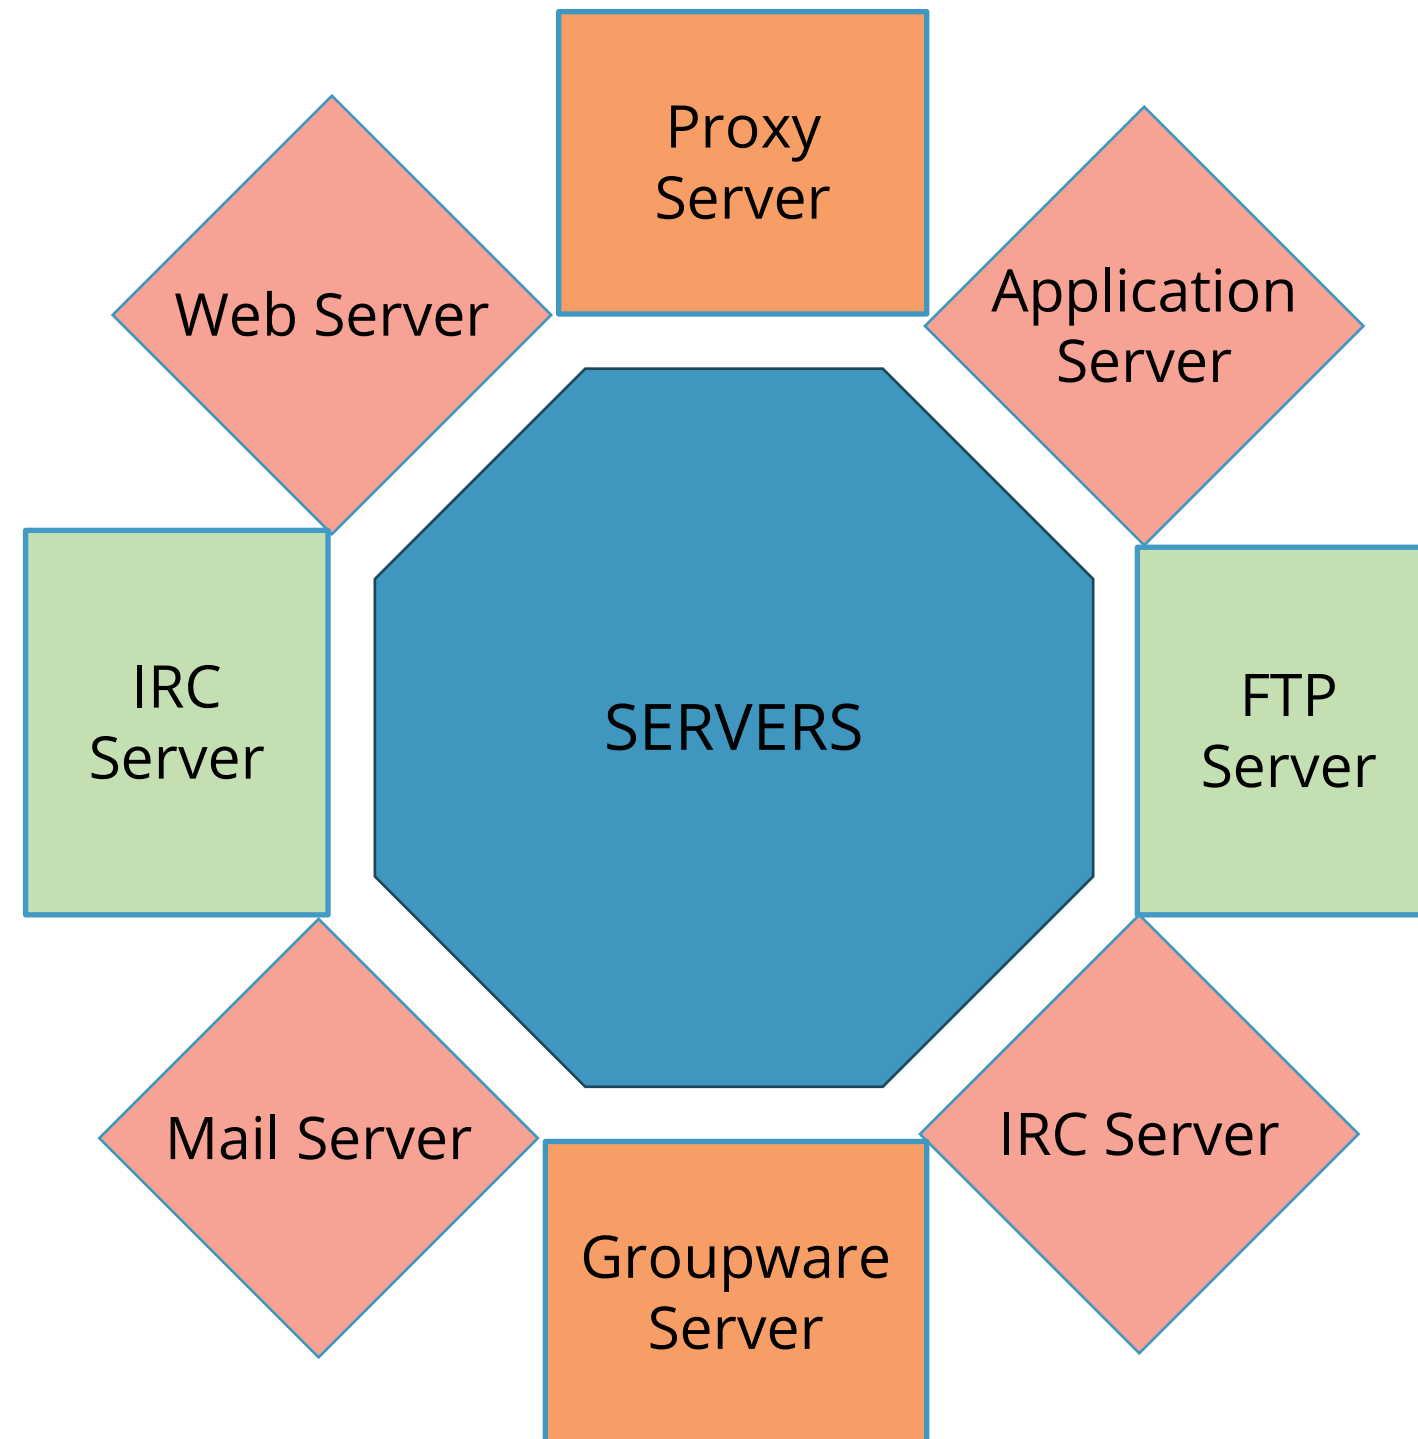 Proxy
Server
Web Server
Application
Server
IRC
Server
SERVERS
FTP
Server
Mail Server
IRC Server
Groupware
Server